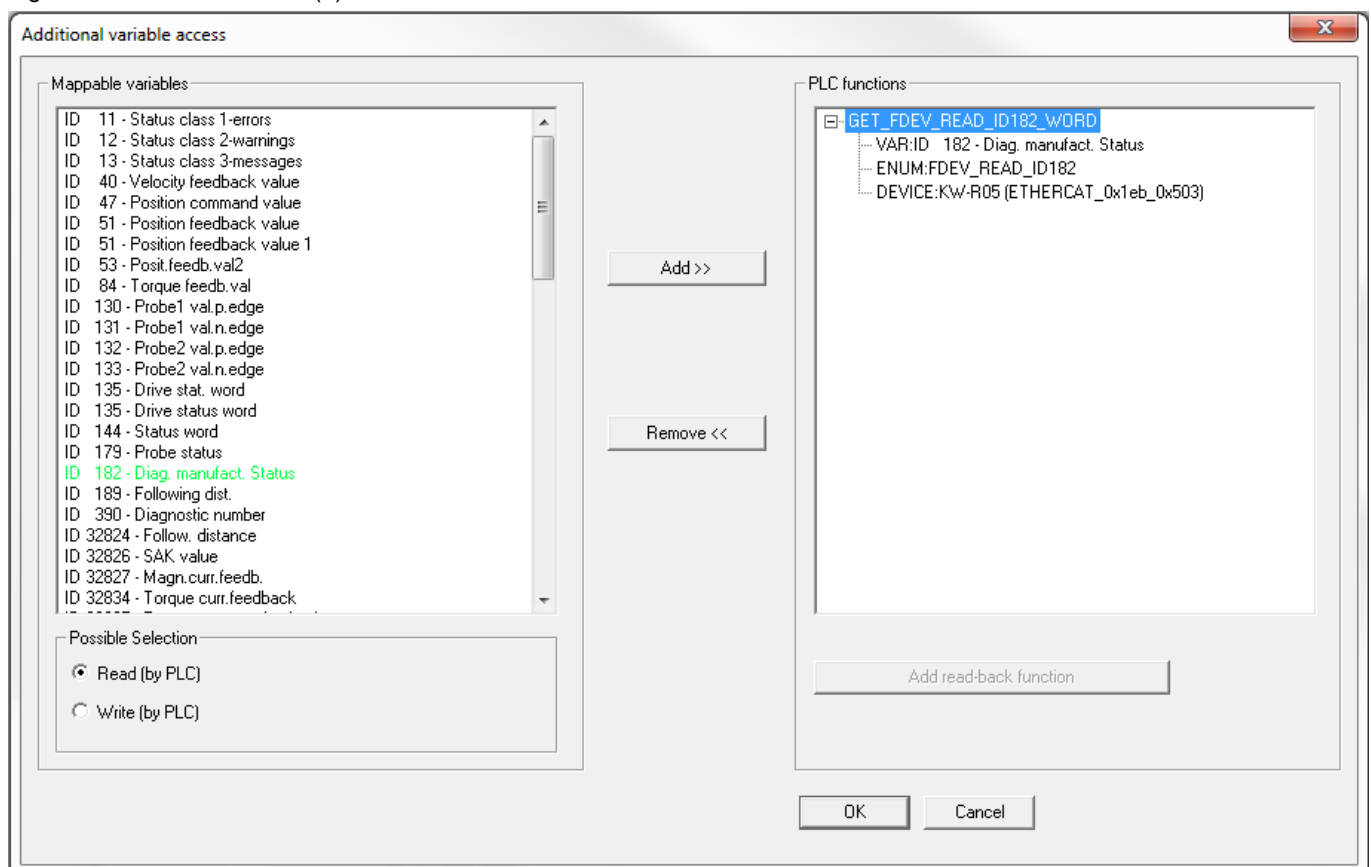 (s)
Additional variable access
Mappable variables
ID 11 - Status class 1-errors
ID 12 - Status class 2-warnings
ID 13 - Status class 3-messages
ID 40 - Velocity feedback value
ID 47 - Position command value
ID 51 - Position feedback value
ID 51 - Position feedback value 1
ID 53 - Posit.feedb.val2
ID 84 - Torque feedb.val
ID 130 - Probe1 val.p.edge
ID 131 - Probe1 val.n.edge
ID 132 - Probe2 val.p.edge
ID 133 - Probe2 val.n.edge
ID 135 - Drive stat. word
ID 135 - Drive status word
ID 144 - Status word
ID 179 - Probe status
ID 182 - Diag. manufact. Status
ID 189 - Following dist.
ID 390 - Diagnostic number
ID 32824 - Follow. distance
ID 32826 - SAK value
ID 32827 - Magn.curr.feedb.
ID 32834 - Torque curr.feedback
Possible Selection
Read (by PLC)
Write (by PLC)
Add >>
Remove <<
PLC functions
GET_FDEV_READ_ID182_WORD
VAR:ID 182 - Diag. manufact. Status
ENUM:FDEV_READ_ID182
DEVICE:KW-R05 (ETHERCAT_0x1eb_0x503)
Add read-back function
OK
Cancel